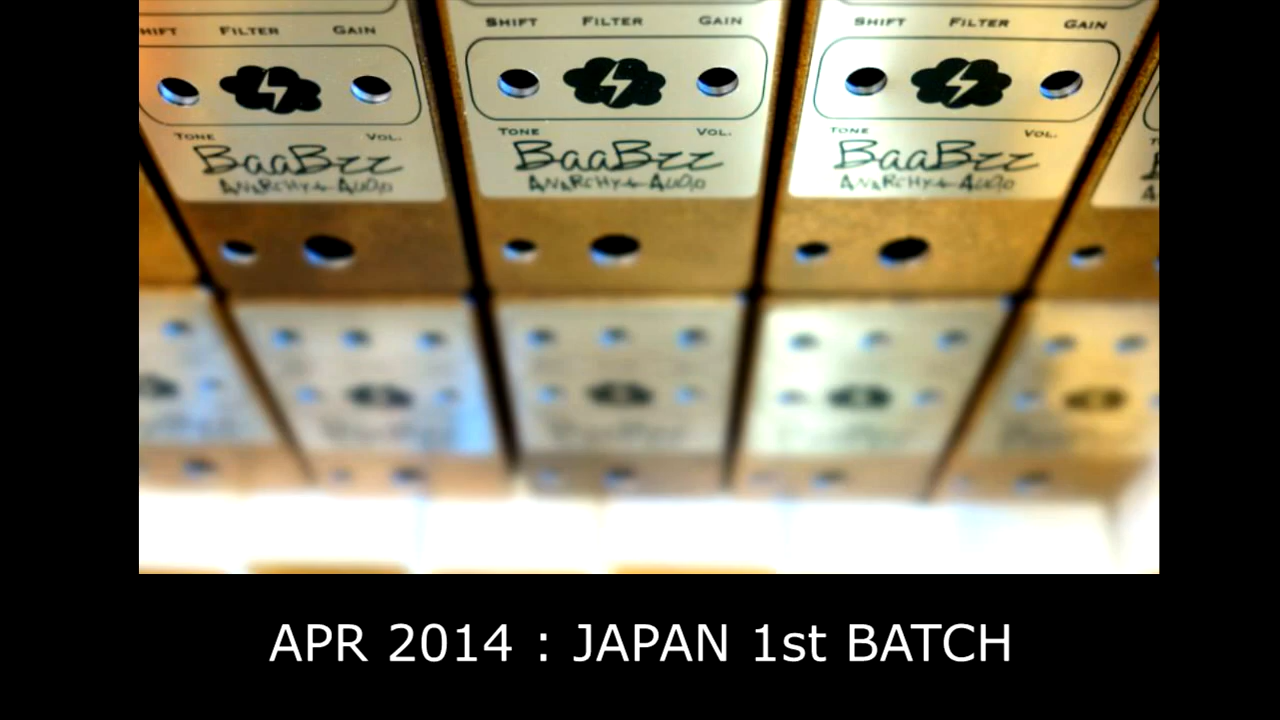 SHIFT FILTER GAIN
SHIFT FILTER GAIN
TONE VOL.
BaaBzz
ANARCHY AUDIO
SHIFT FILTER GAIN
TONE VOL.
BaaBzz
ANARCHY AUDIO
TONE VOL.
BaaBzz
ANARCHY AUDIO
APR 2014 : JAPAN 1st BATCH